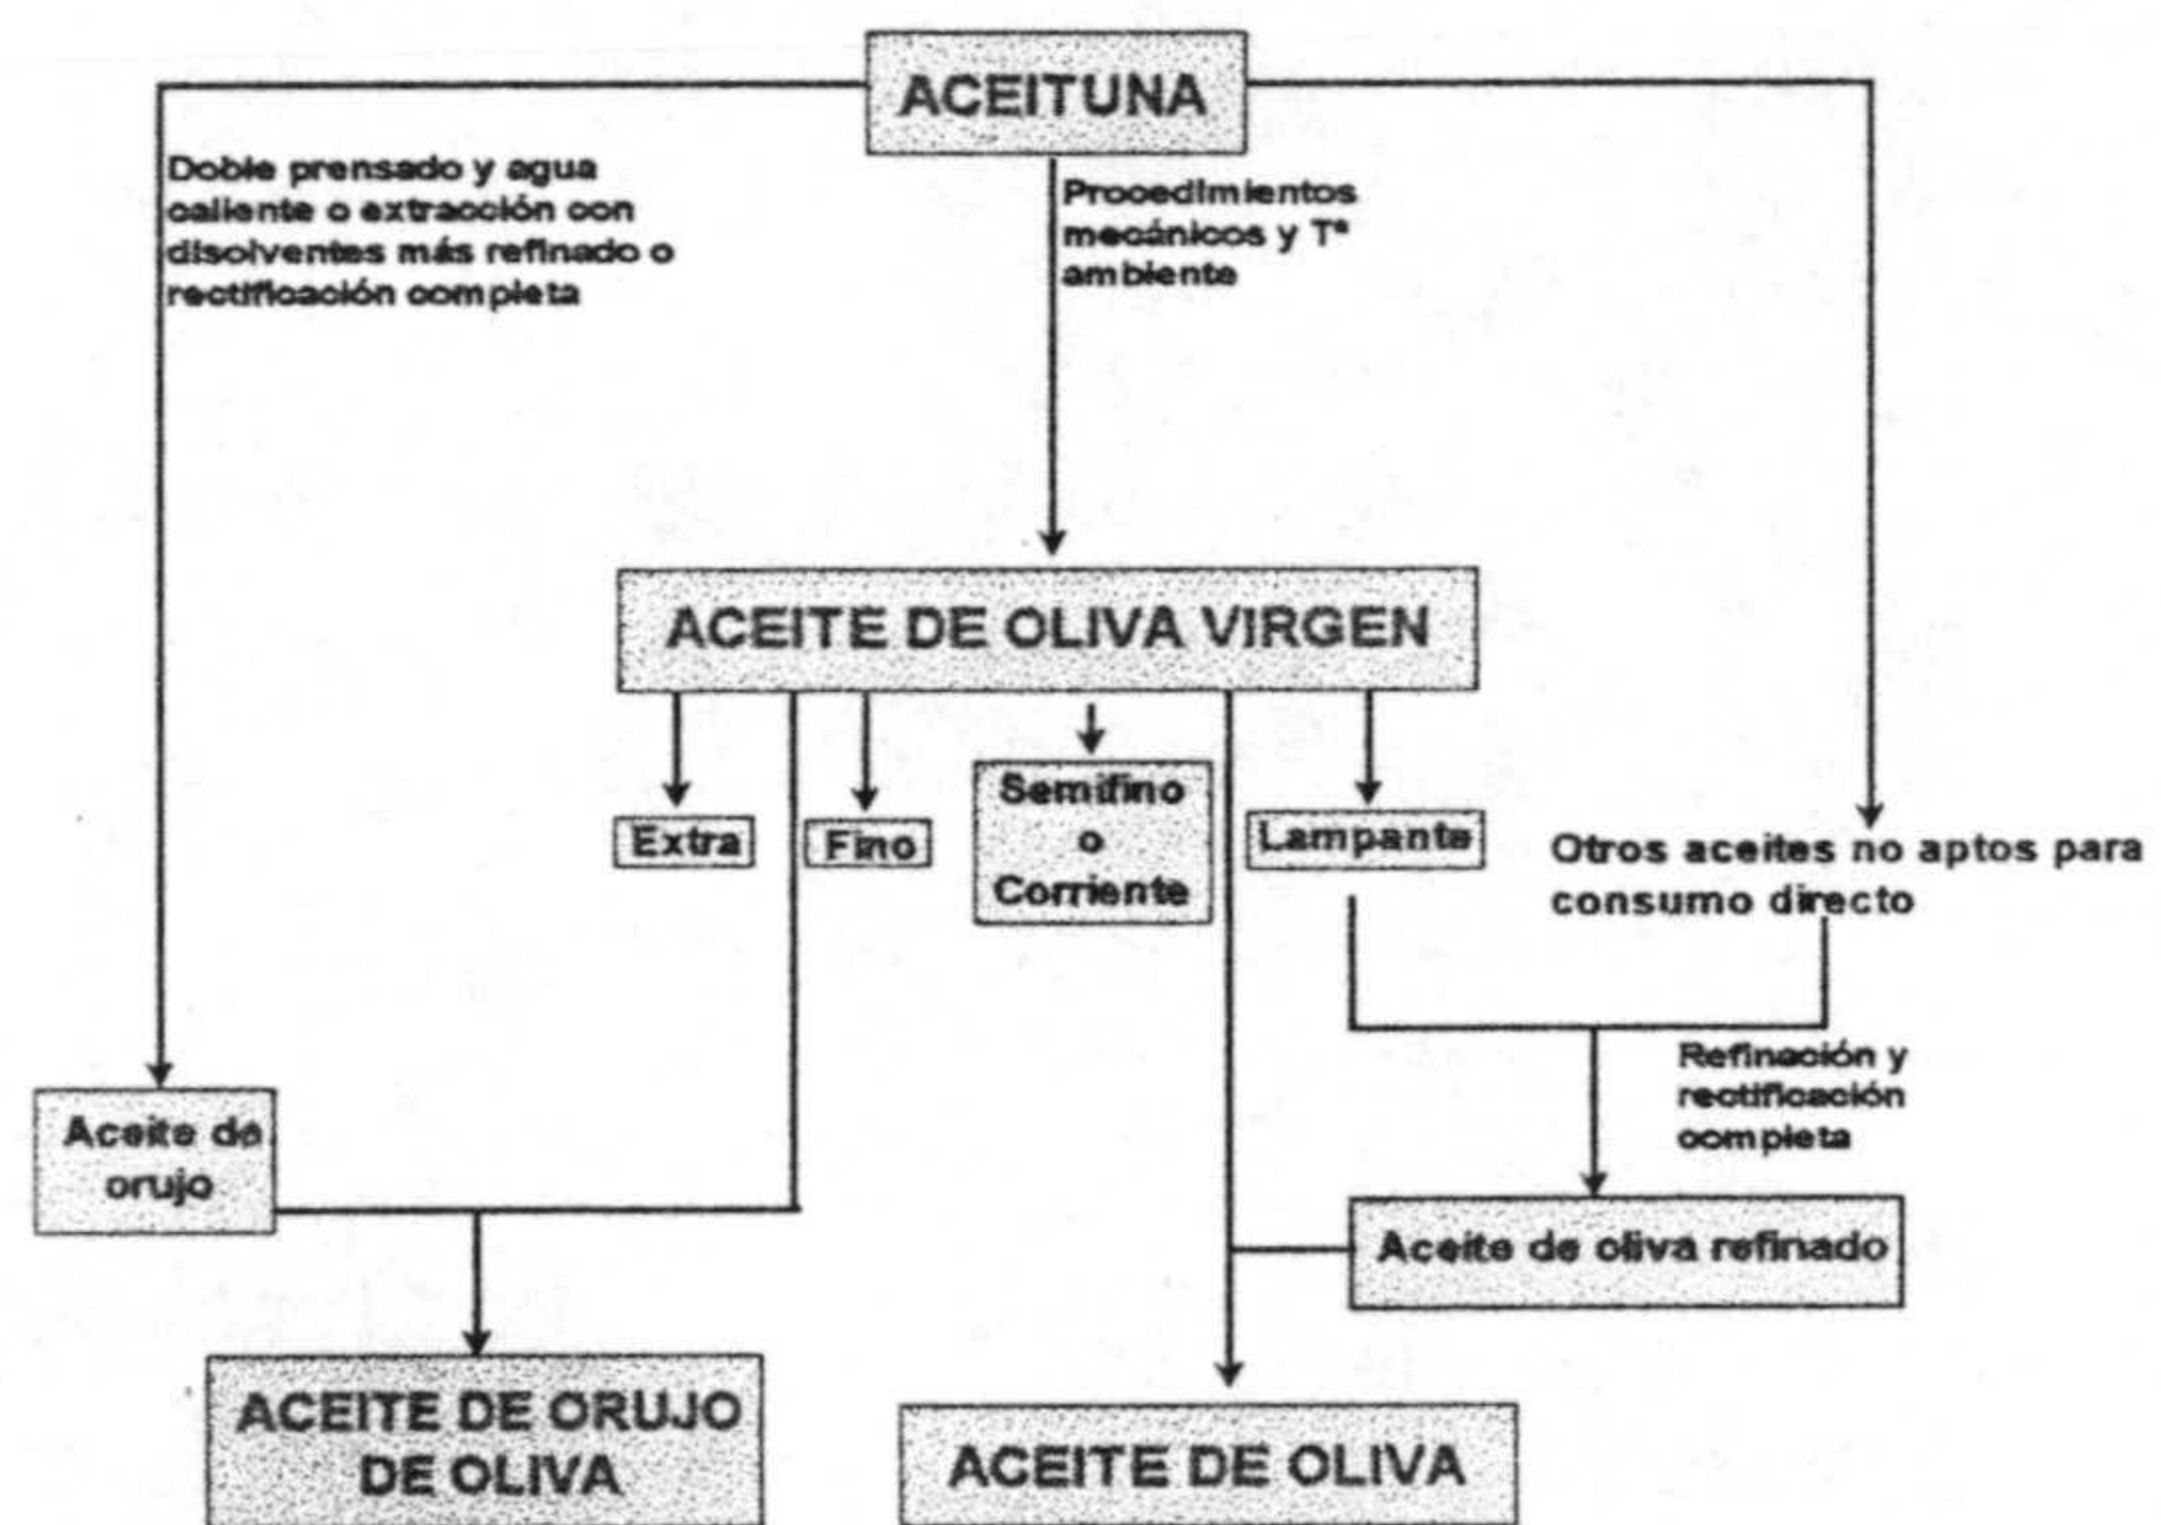 ACEITUNA
Doble prensado y agua
caliente o extracción con
disolventes más refinado o
rectificación completa
Procedimientos
mecánicos y Tª
ambiente
ACEITE DE OLIVA VIRGEN
Extra
Fino
Semifino
o
Corriente
Lampante
Otros aceites no aptos para
consumo directo
Refinación y
rectificación
completa
Aceite de
orujo
Aceite de oliva refinado
ACEITE DE ORUJO
DE OLIVA
ACEITE DE OLIVA